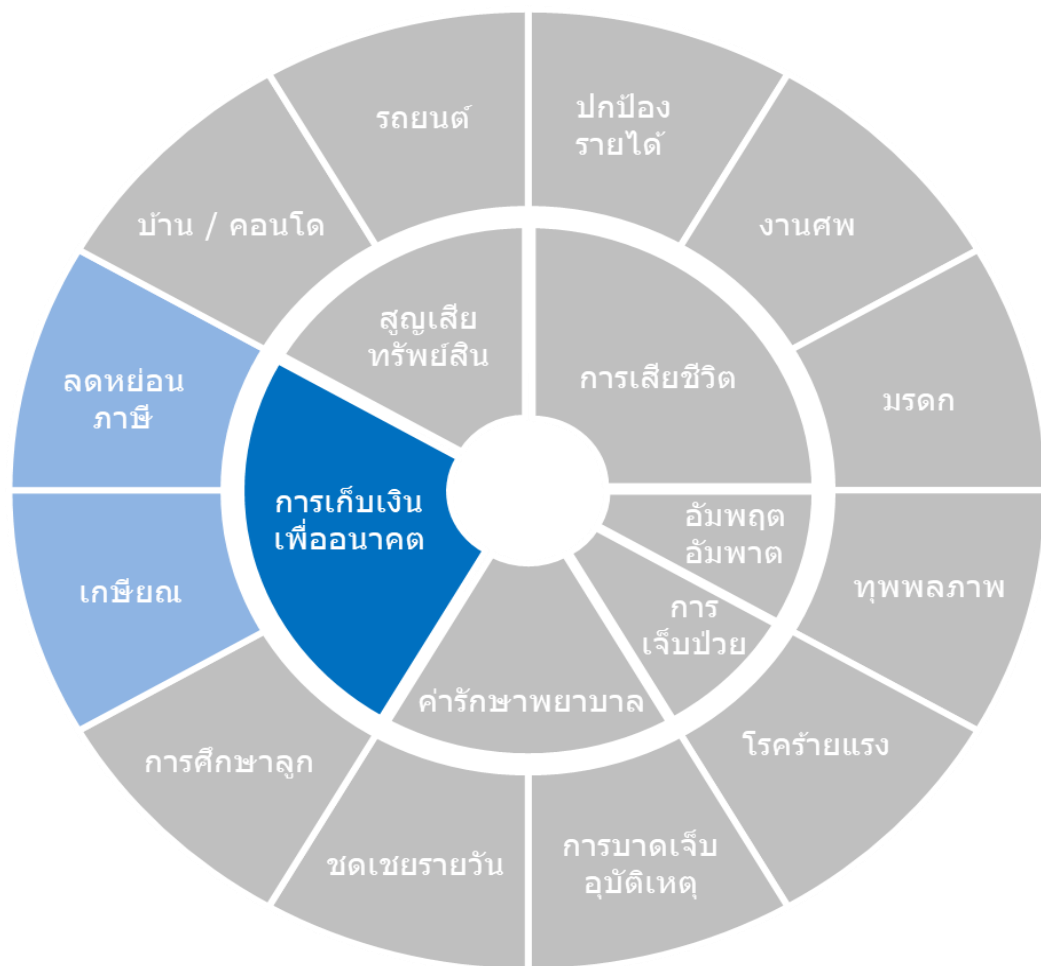 รถยนต์
ปกป้อง
รายได้
บ้าน / คอนโด
งานศพ
สูญเสีย
ทรัพย์สิน
การเสียชีวิต
ลดหย่อน
ภาษี
มรดก
การเก็บเงิน
เพื่ออนาคต
อัมพฤต
อัมพาต
เกษียณ
ทุพพลภาพ
การ
เจ็บป่วย
ค่ารักษาพยาบาล
การศึกษาลูก
โรคร้ายแรง
ชดเชยรายวัน
การบาดเจ็บ
อุบัติเหตุ